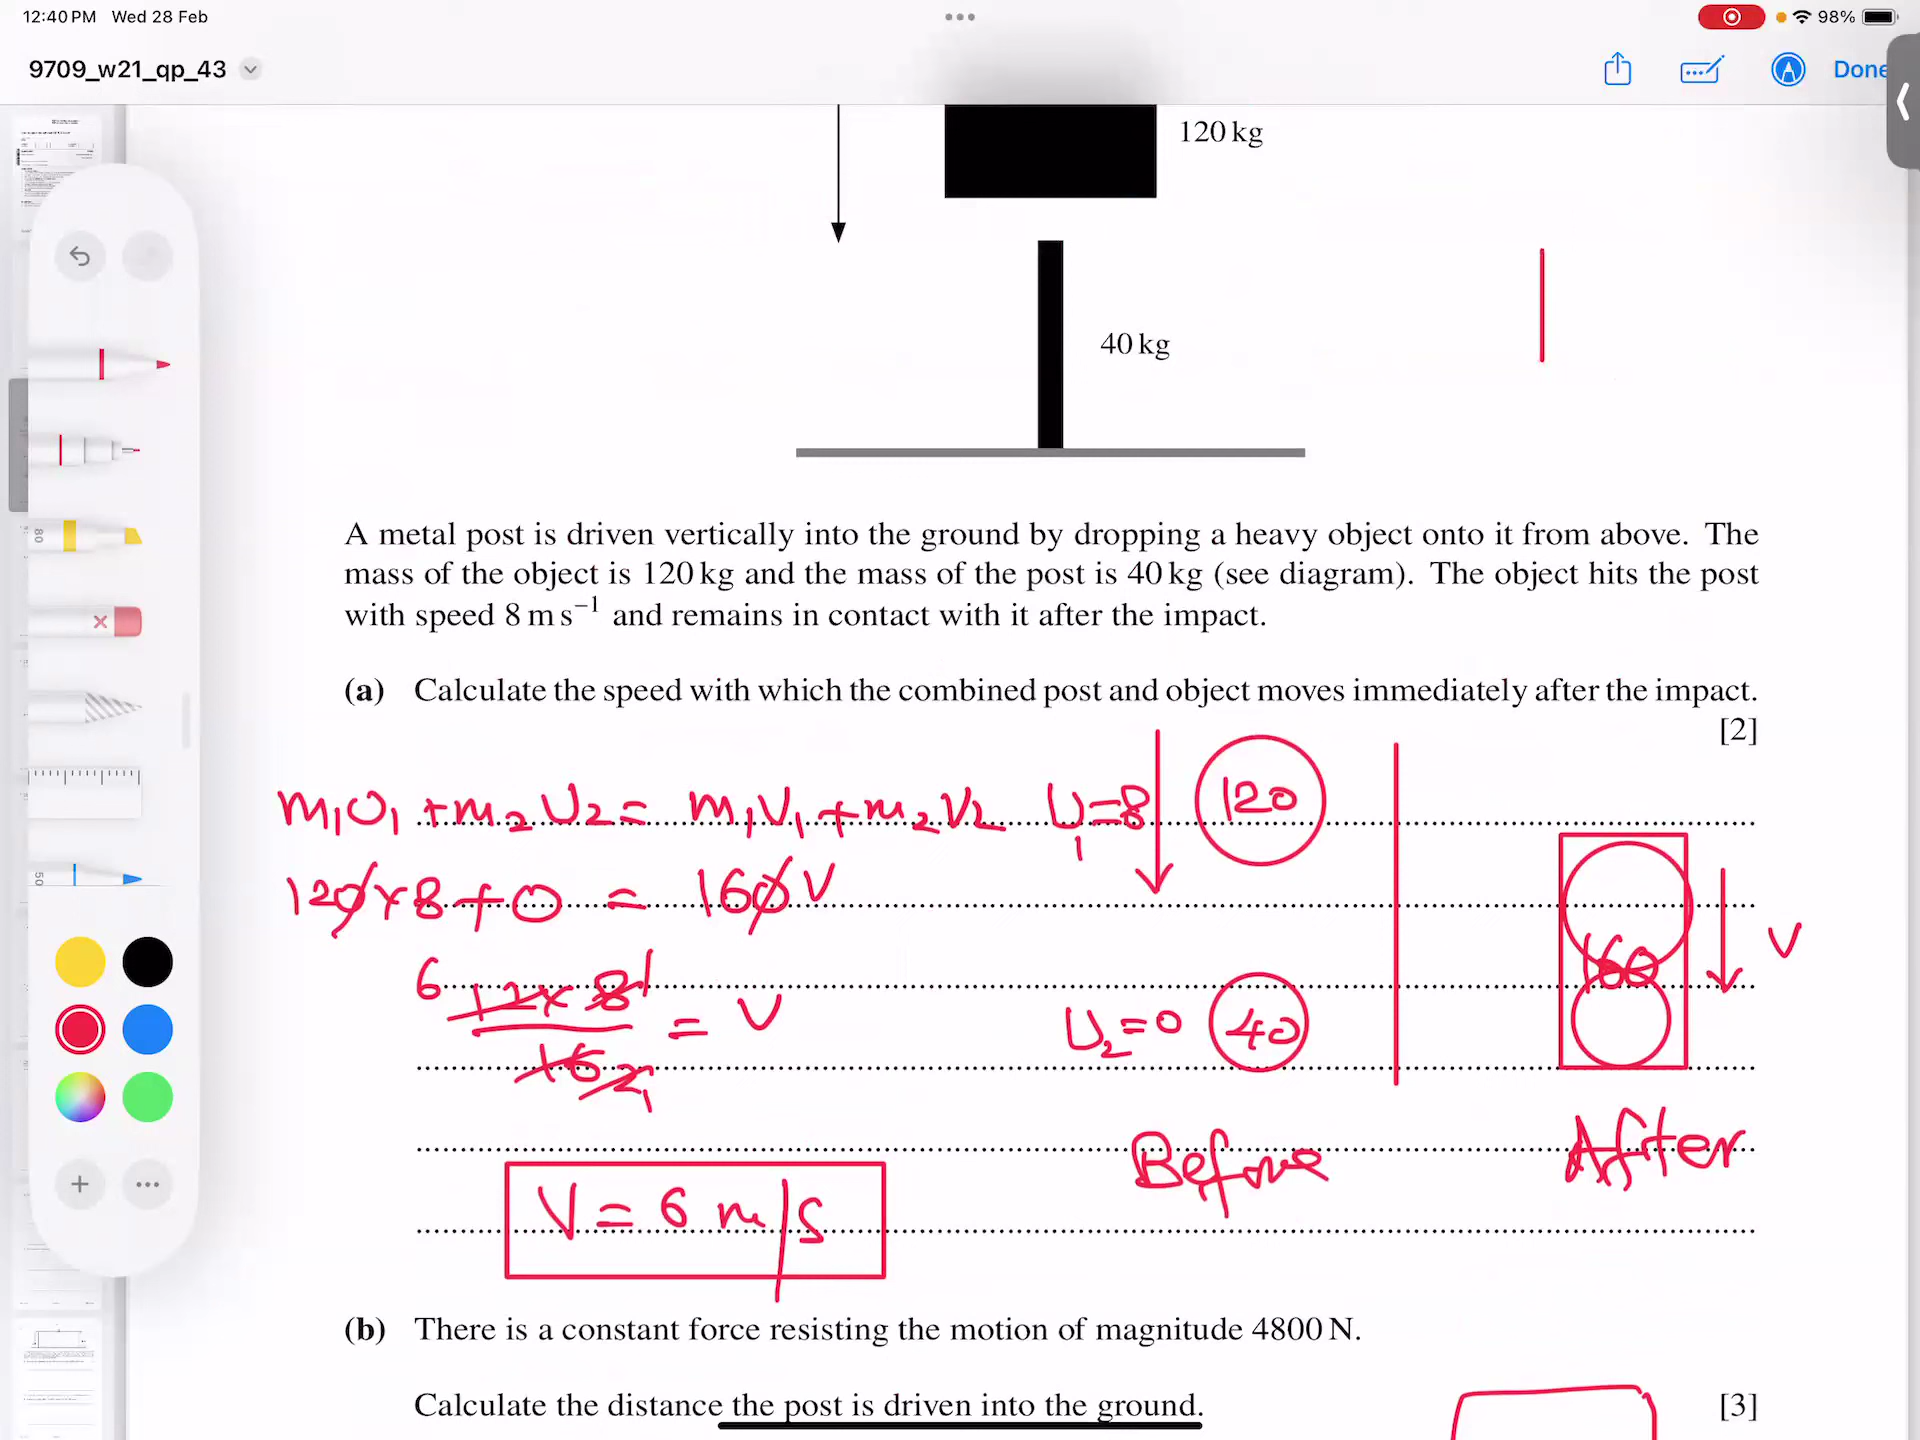 12:40 PM Wed 28 Feb
98%
9709_w21_qp_43
Done
120 kg
40 kg
A metal post is driven vertically into the ground by dropping a heavy object onto it from above. The
mass of the object is 120 kg and the mass of the post is 40 kg (see diagram). The object hits the post
with speed 8 m s⁻¹ and remains in contact with it after the impact.
(a) Calculate the speed with which the combined post and object moves immediately after the impact.
[2]
m₁U₁ + m₂U₂ = m₁V₁ + m₂V₂ U₁=8 120
120×8 + 0 = 160 V
160 V
6 12×8 1
= V
16 2 1
U₂=0 40
Before After
V = 6 m/s
(b) There is a constant force resisting the motion of magnitude 4800 N.
Calculate the distance the post is driven into the ground. [3]
80
50